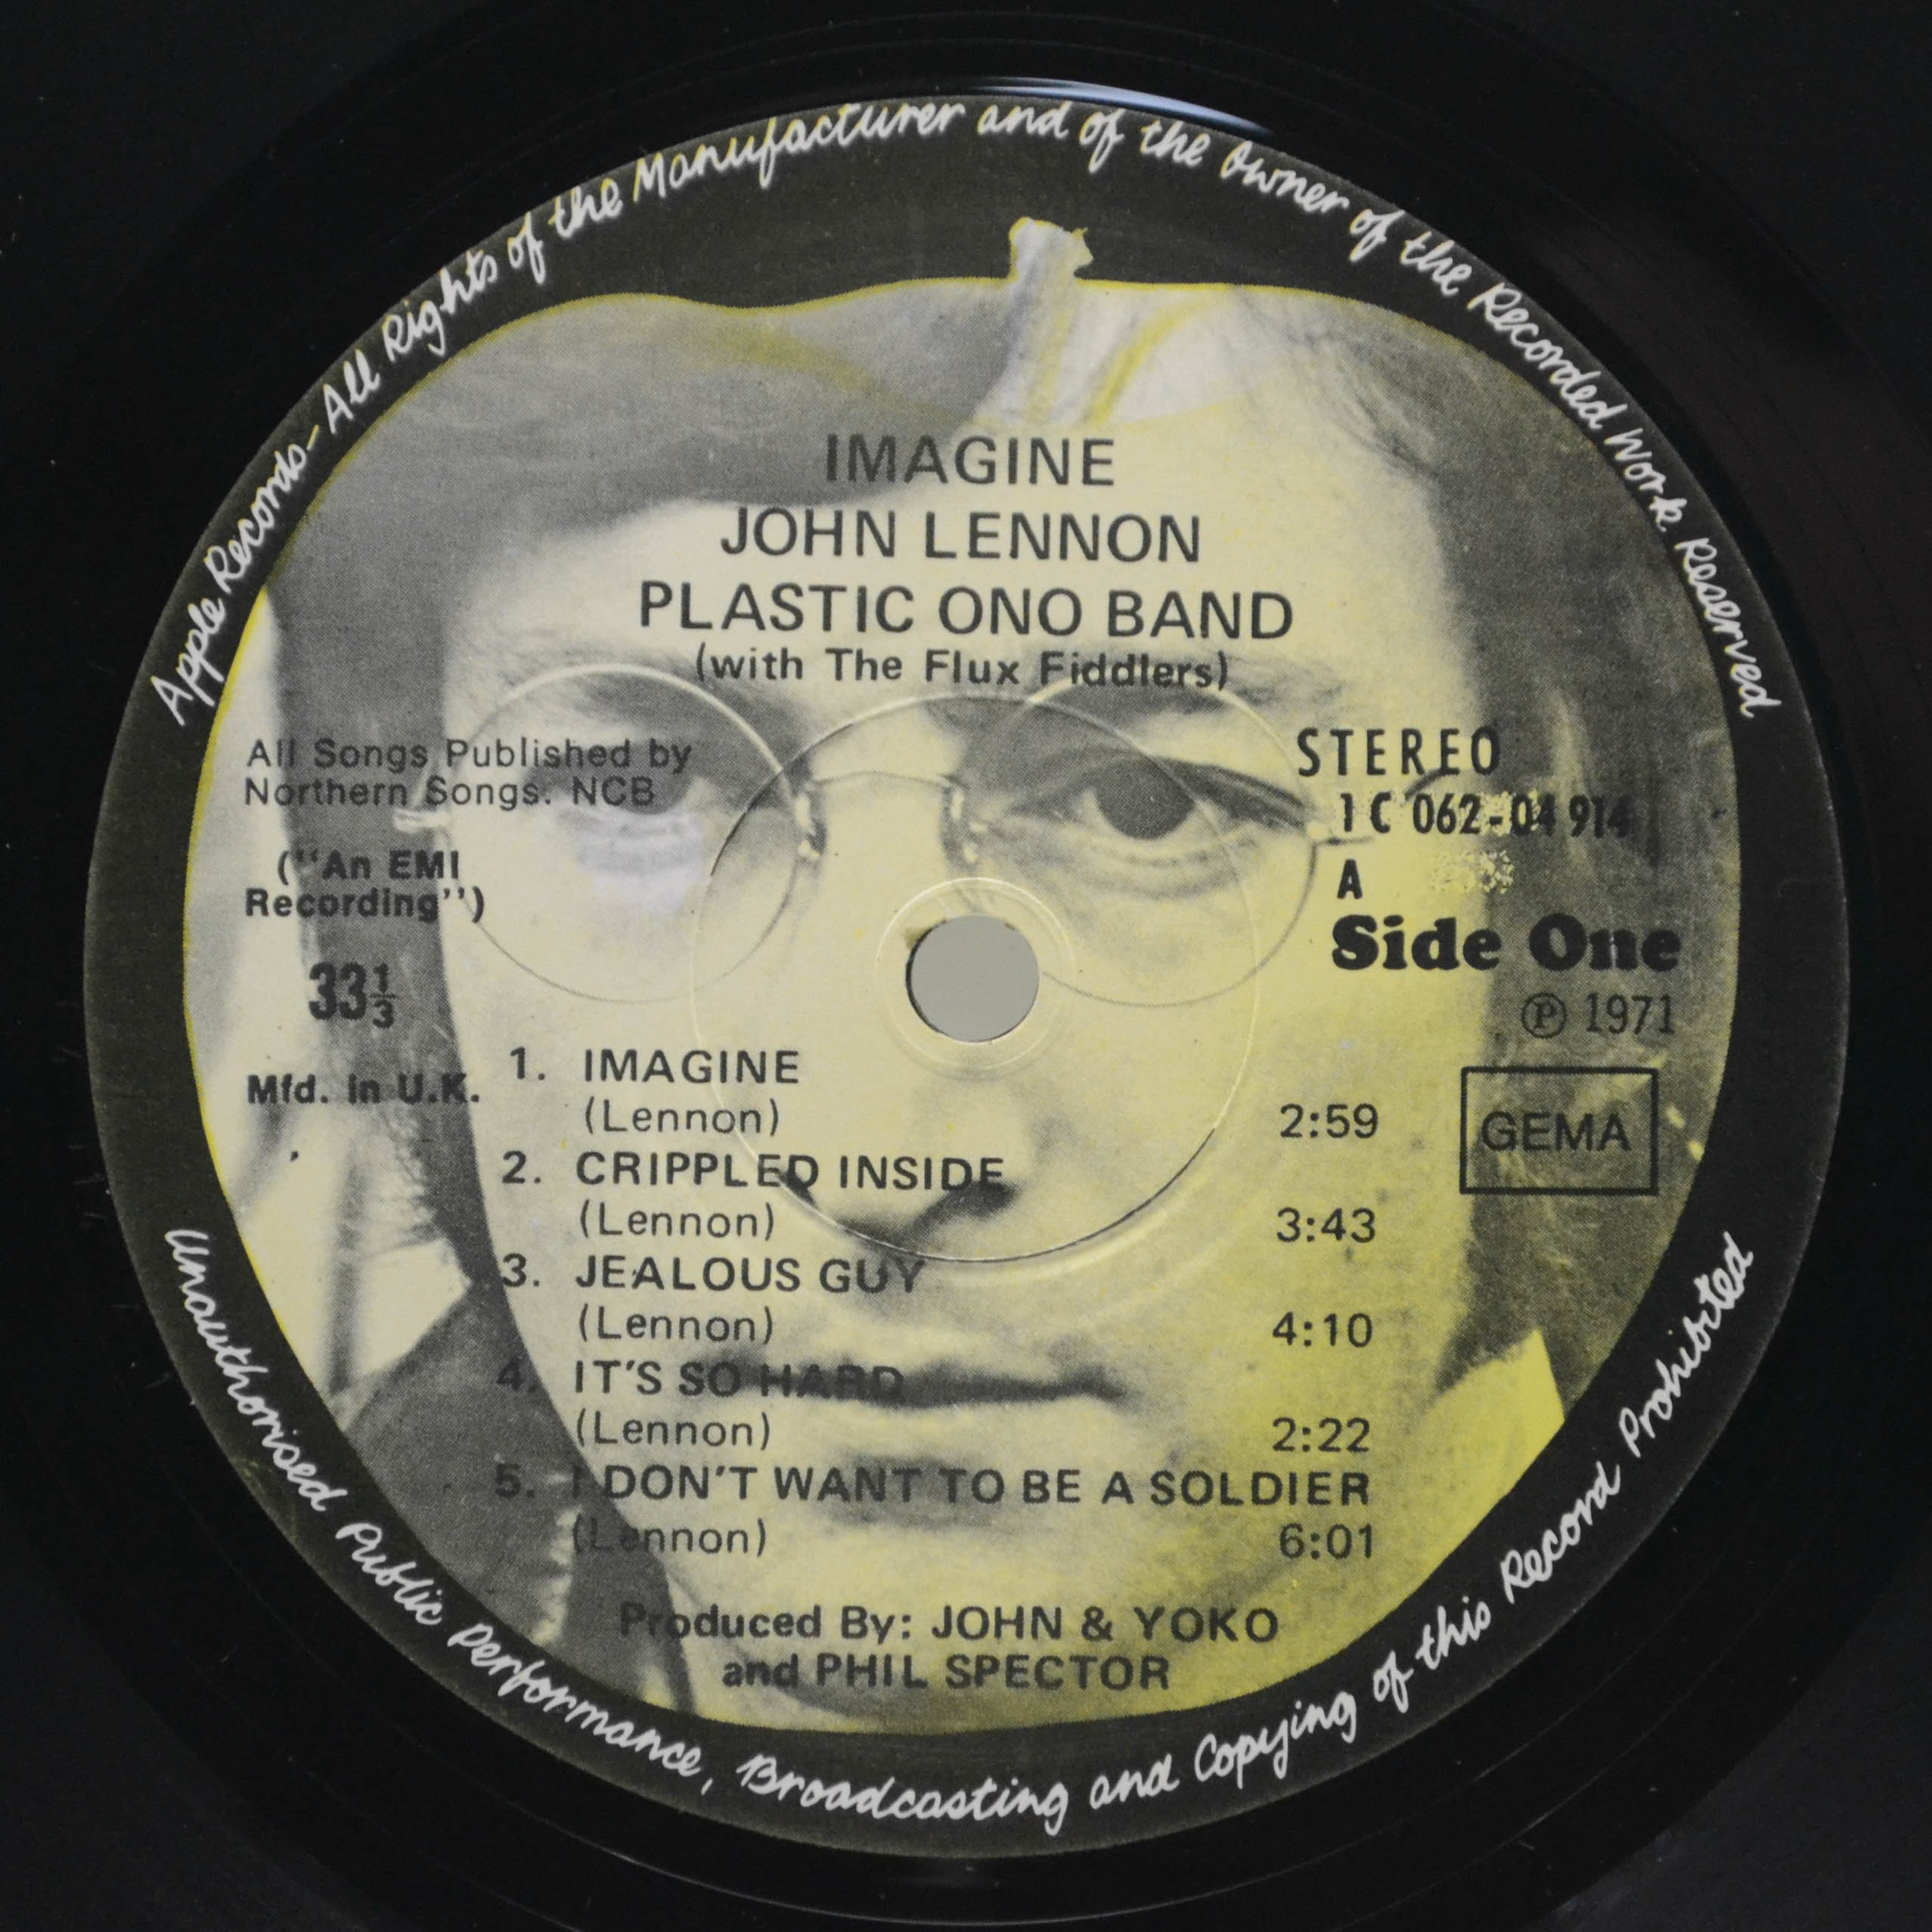 Apple Records - All Rights of the Manufacturer and of the Owner of the Recorded Work Reserved
IMAGINE
JOHN LENNON
PLASTIC ONO BAND
(with The Flux Fiddlers)
All Songs Published by
Northern Songs. NCB
(''An EMI
Recording'')
33⅓
Mfd. in U.K.
STEREO
1C 062-04 914
A
Side One
Ⓟ 1971
GEMA
1. IMAGINE
(Lennon) 2:59
2. CRIPPLED INSIDE
(Lennon) 3:43
3. JEALOUS GUY
(Lennon) 4:10
4. IT'S SO HARD
(Lennon) 2:22
5. I DON'T WANT TO BE A SOLDIER
(Lennon) 6:01
Produced By: JOHN & YOKO
and PHIL SPECTOR
Unauthorised Public Performance, Broadcasting and Copying of this Record Prohibited